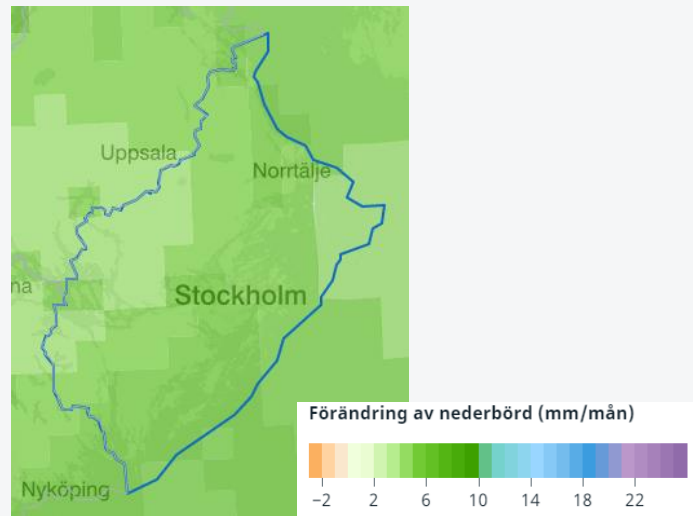 Uppsala
Norrtälje
na
Stockholm
Nyköping
Förändring av nederbörd (mm/mån)
−2 2 6 10 14 18 22